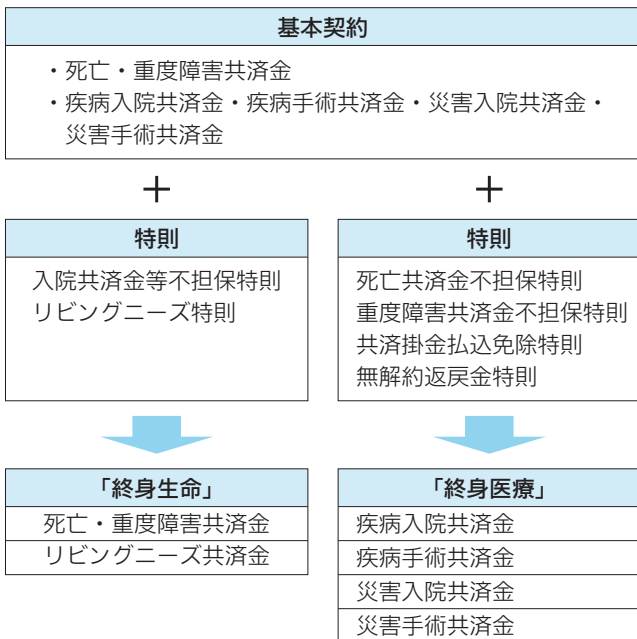 基本契約
・死亡・重度障害共済金
・疾病入院共済金・疾病手術共済金・災害入院共済金・
災害手術共済金
＋
＋
特則
入院共済金等不担保特則
リビングニーズ特則
特則
死亡共済金不担保特則
重度障害共済金不担保特則
共済掛金払込免除特則
無解約返戻金特則
「終身生命」
死亡・重度障害共済金
リビングニーズ共済金
「終身医療」
疾病入院共済金
疾病手術共済金
災害入院共済金
災害手術共済金